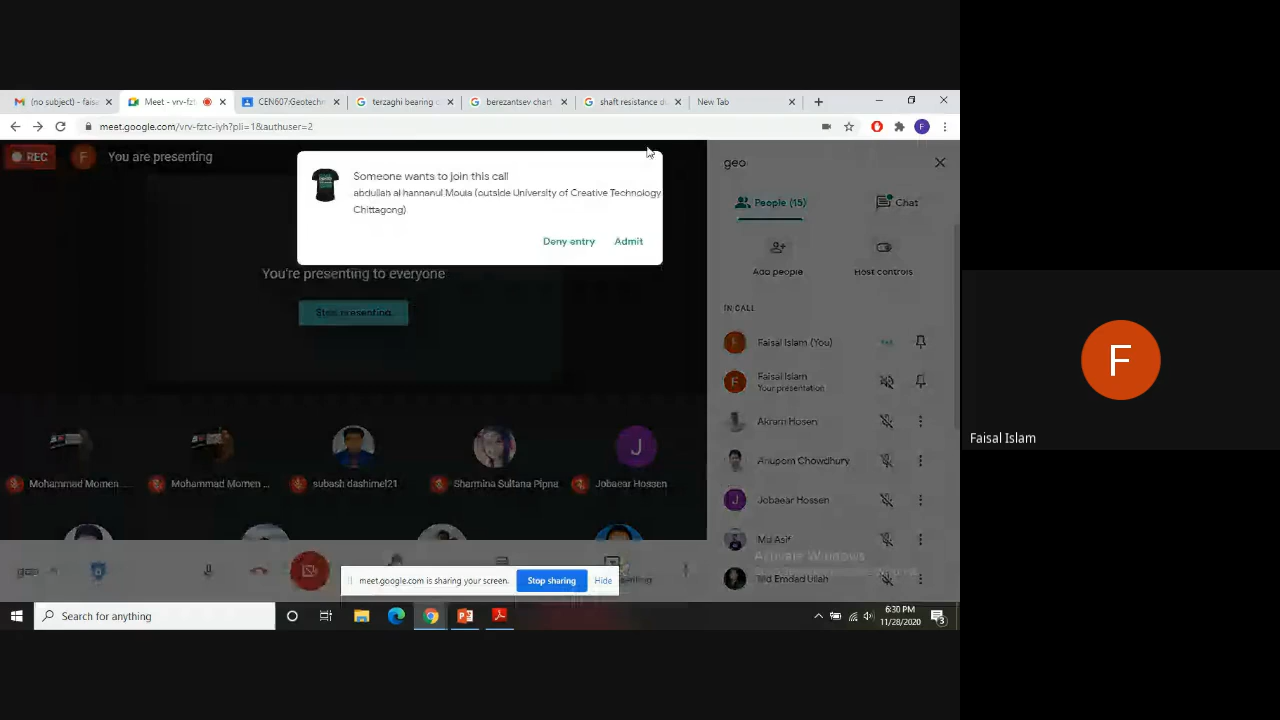 (no subject) - faisa
Meet - vrv-fzt
CEN607:Geotechn
terzaghi bearing c
berezantsev chart
shaft resistance di
New Tab
meet.google.com/vrv-fztc-iyh?pli=1&authuser=2
REC
F
You are presenting
Someone wants to join this call
abdullah al hannanul Moula (outside University of Creative Technology
Chittagong)
Deny entry
Admit
You're presenting to everyone
Stop presenting
geo
People (15)
Chat
Add people
Host controls
IN CALL
F
Faisal Islam (You)
F
Faisal Islam
Your presentation
Akram Hosen
Anupom Chowdhury
J
Jobaear Hossen
Md Asif
Md Emdad Ullah
Mohammad Momen ...
Mohammad Momen ...
subash dashimel21
Sharmina Sultana Pipna
J
Jobaear Hossen
Activate Windows
geo
meet.google.com is sharing your screen.
Stop sharing
Hide
Search for anything
6:30 PM
11/28/2020
3
F
Faisal Islam